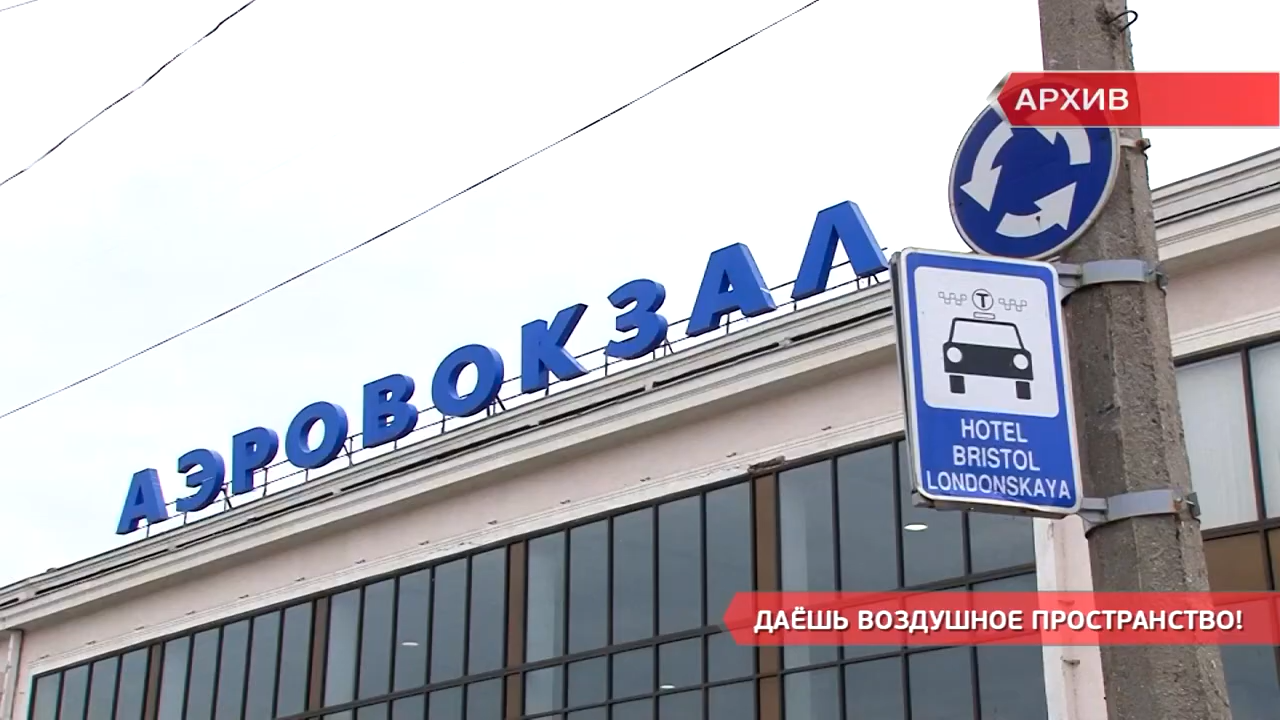 АРХИВ
АЭРОВОКЗАЛ
Т
HOTEL
BRISTOL
LONDONSKAYA
ДАЁШЬ ВОЗДУШНОЕ ПРОСТРАНСТВО!